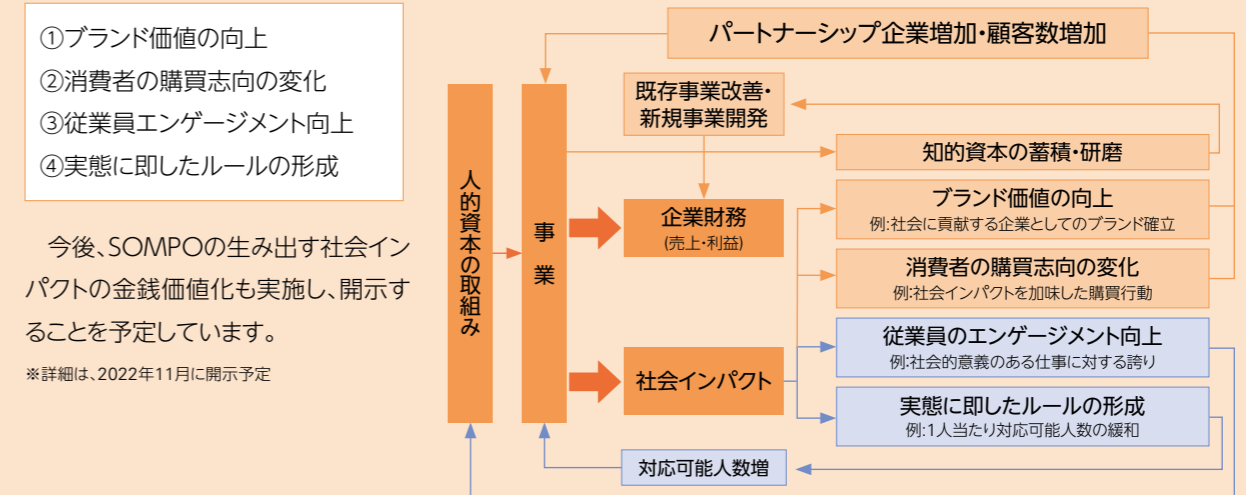 ①ブランド価値の向上
②消費者の購買志向の変化
③従業員エンゲージメント向上
④実態に即したルールの形成
今後、SOMPOの生み出す社会イン
パクトの金銭価値化も実施し、開示す
ることを予定しています。
※詳細は、2022年11月に開示予定
パートナーシップ企業増加・顧客数増加
既存事業改善・
新規事業開発
知的資本の蓄積・研磨
人的資本の取組み
事業
企業財務
(売上・利益)
ブランド価値の向上
例:社会に貢献する企業としてのブランド確立
消費者の購買志向の変化
例:社会インパクトを加味した購買行動
社会インパクト
従業員のエンゲージメント向上
例:社会的意義のある仕事に対する誇り
実態に即したルールの形成
例:1人当たり対応可能人数の緩和
対応可能人数増